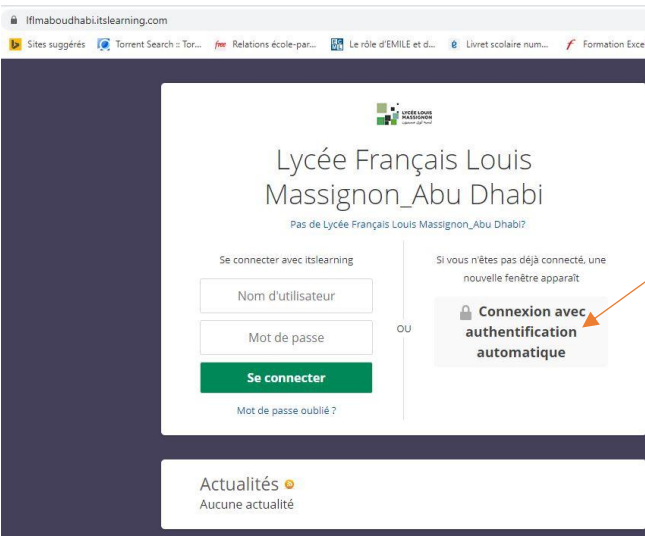 lflmaboudhabi.itslearning.com
Sites suggérés Torrent Search :: Tor... Relations école-par... Le rôle d'EMILE et d... Livret scolaire num... Formation Exce
LYCÉE LOUIS
MASSIGNON
Lycée Français Louis
Massignon_Abu Dhabi
Pas de Lycée Français Louis Massignon_Abu Dhabi?
Se connecter avec itslearning
Nom d'utilisateur
Mot de passe
Se connecter
Mot de passe oublié ?
OU
Si vous n'êtes pas déjà connecté, une
nouvelle fenêtre apparaît
Connexion avec
authentification
automatique
Actualités
Aucune actualité